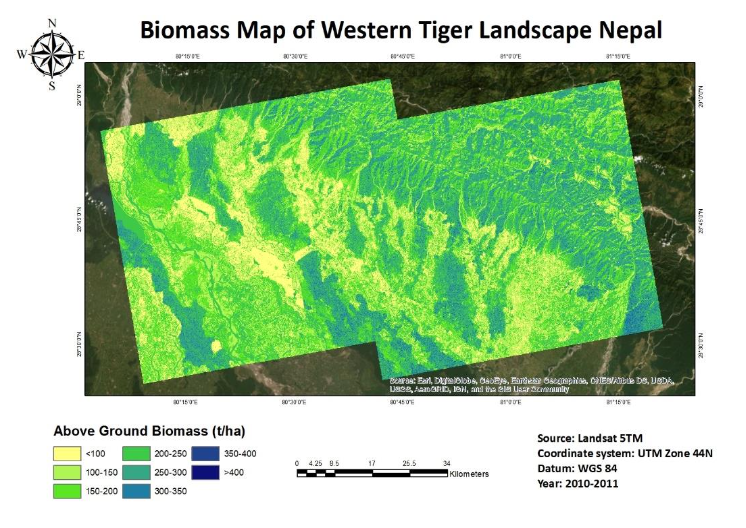 Biomass Map of Western Tiger Landscape Nepal
N
W E
S
80°15'0"E 80°30'0"E 80°45'0"E 81°0'0"E 81°15'0"E
29°0'0"N 29°0'0"N
28°45'0"N 28°45'0"N
28°30'0"N 28°30'0"N
Source: Esri, DigitalGlobe, GeoEye, Earthstar Geographics, CNES/Airbus DS, USDA,
USGS, AeroGRID, IGN, and the GIS User Community
80°15'0"E 80°30'0"E 80°45'0"E 81°0'0"E 81°15'0"E
Above Ground Biomass (t/ha)
<100 200-250 350-400
100-150 250-300 >400
150-200 300-350
0 4.25 8.5 17 25.5 34
Kilometers
Source: Landsat 5TM
Coordinate system: UTM Zone 44N
Datum: WGS 84
Year: 2010-2011